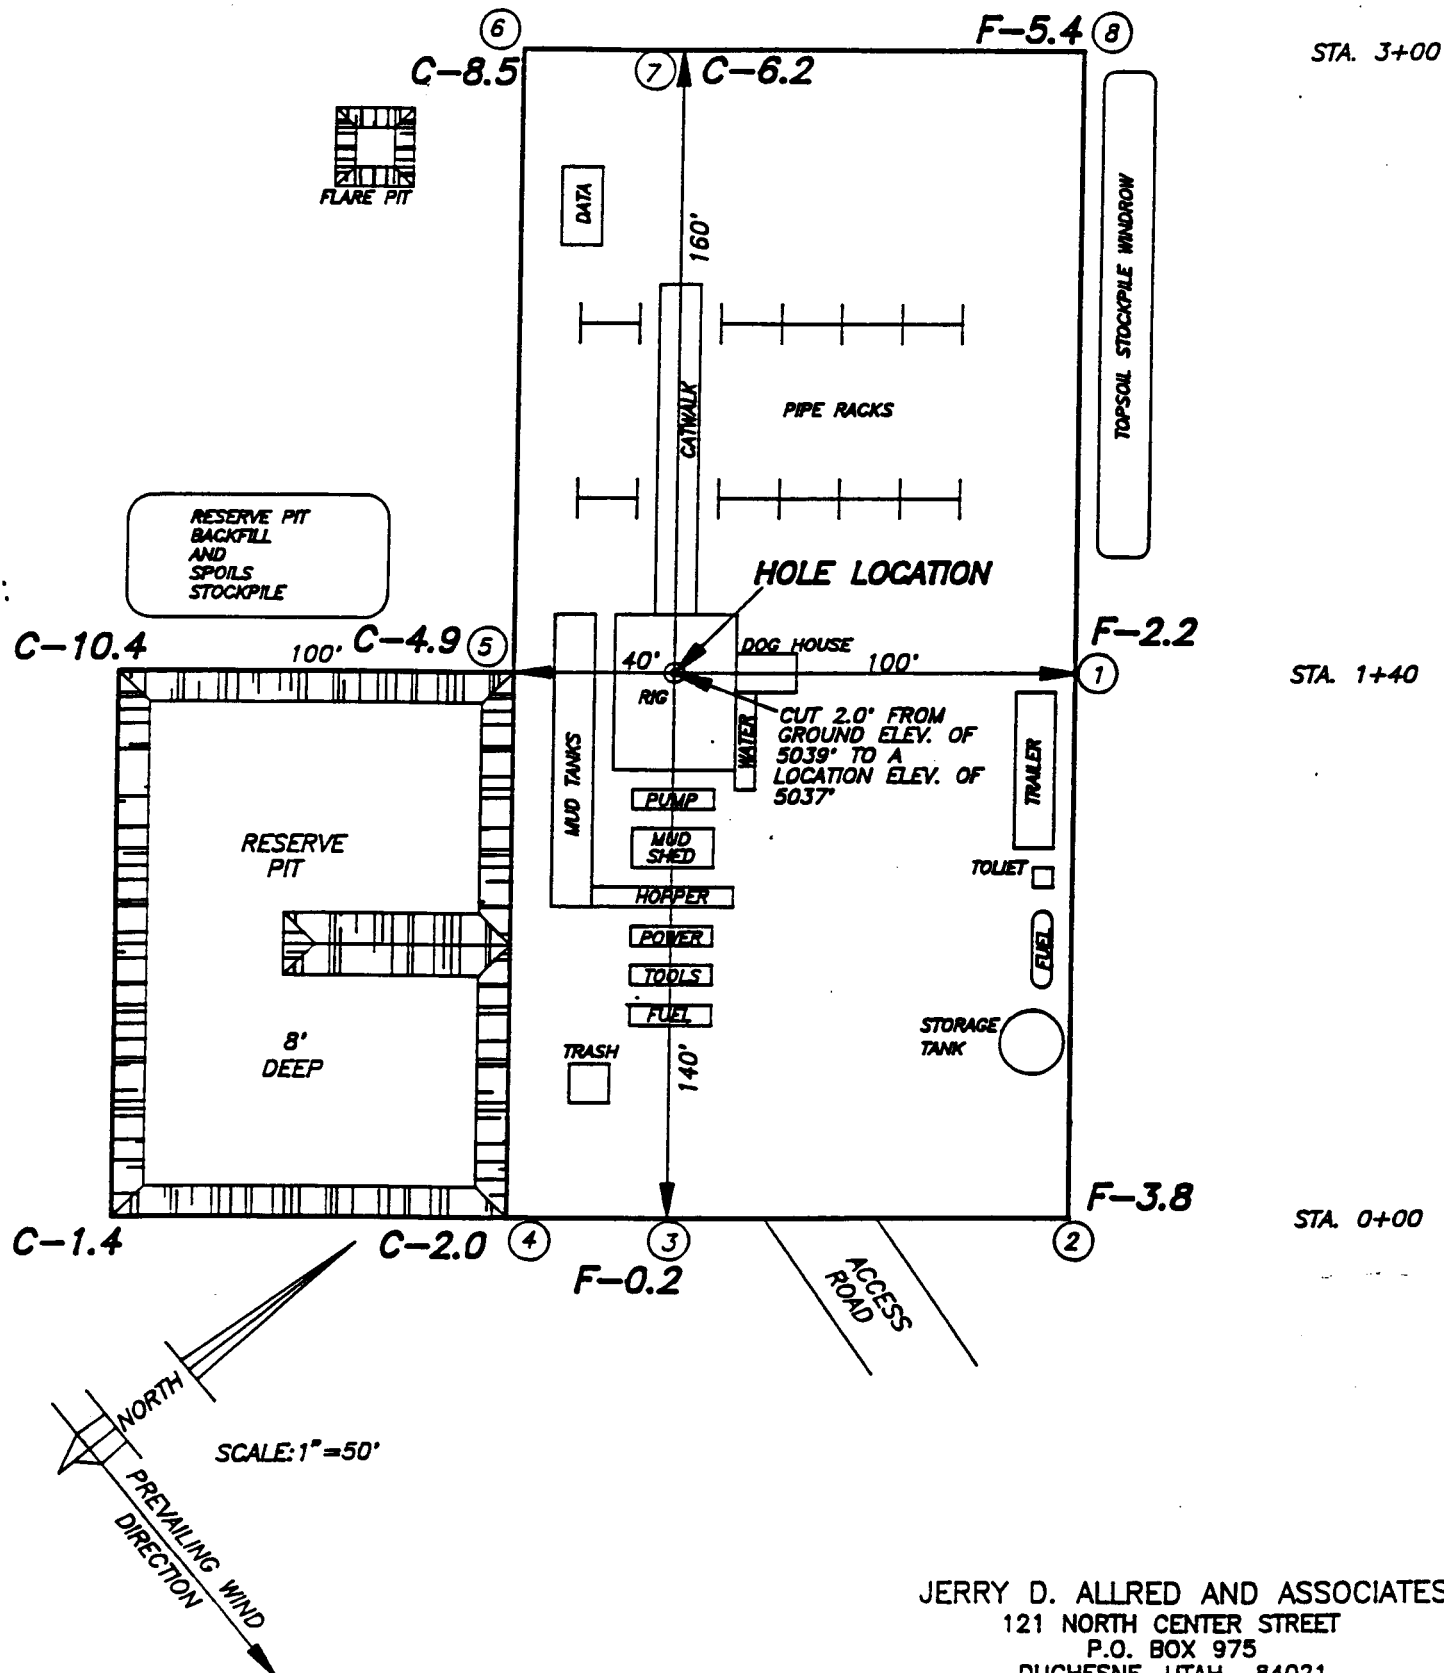 6
F-5.4 8
STA. 3+00
C-8.5
7
C-6.2
FLARE PIT
DATA
160'
TOPSOIL STOCKPILE WINDROW
CATWALK
PIPE RACKS
RESERVE PIT
BACKFILL
AND
SPOILS
STOCKPILE
HOLE LOCATION
C-10.4
100'
C-4.9
5
40'
DOG HOUSE
100'
F-2.2
1
STA. 1+40
RIG
CUT 2.0' FROM
GROUND ELEV. OF
5039' TO A
LOCATION ELEV. OF
5037'
WATER
MUD TANKS
TRAILER
PUMP
MUD
SHED
RESERVE
PIT
TOLIET
HOPPER
POWER
FUEL
TOOLS
FUEL
STORAGE
TANK
8'
DEEP
TRASH
140'
F-3.8
C-1.4
C-2.0
4
3
2
STA. 0+00
F-0.2
ACCESS
ROAD
NORTH
SCALE: 1"=50'
PREVAILING WIND
DIRECTION
JERRY D. ALLRED AND ASSOCIATES
121 NORTH CENTER STREET
P.O. BOX 975
DUCHESNE, UTAH 84021